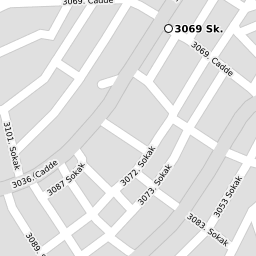 3069. Cadde
3069 Sk.
3069. Cadde
3101. Sokak
3036. Cadde
3087 Sokak
3072. Sokak
3073. Sokak
3053 Sokak
3083. Sokak
3089.